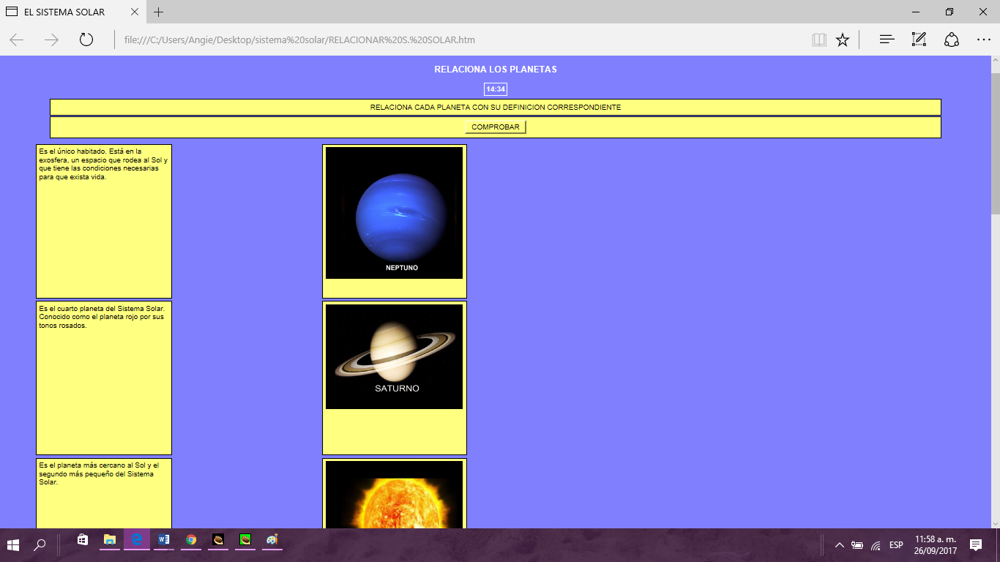 EL SISTEMA SOLAR
file:///C:/Users/Angie/Desktop/sistema%20solar/RELACIONAR%20S.%20SOLAR.htm
RELACIONA LOS PLANETAS
14:34
RELACIONA CADA PLANETA CON SU DEFINICION CORRESPONDIENTE
COMPROBAR
Es el único habitado. Está en la
exosfera, un espacio que rodea al Sol y
que tiene las condiciones necesarias
para que exista vida.
NEPTUNO
Es el cuarto planeta del Sistema Solar.
Conocido como el planeta rojo por sus
tonos rosados.
SATURNO
Es el planeta más cercano al Sol y el
segundo más pequeño del Sistema
Solar.
ESP
11:58 a. m.
26/09/2017